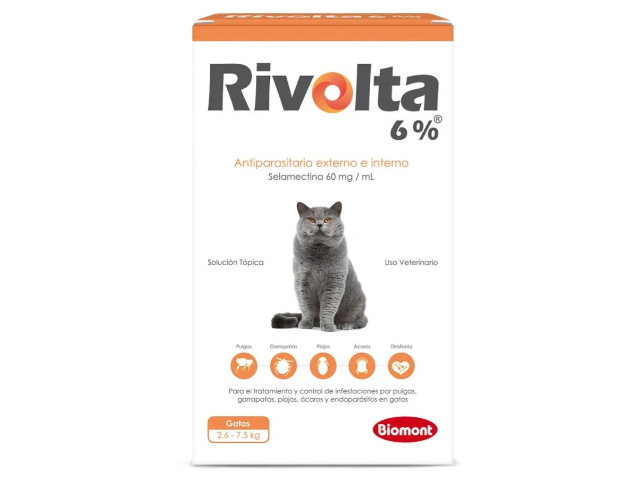 Rivolta 6%
Rivolta
6%®
Antiparasitario externo e interno
Selamectina 60 mg / mL
Solución Tópica
Uso Veterinario
Pulgas Garrapatas Piojos Ácaros Dirofilaria
Para el tratamiento y control de infestaciones por pulgas,
garrapatas, piojos, ácaros y endoparásitos en gatos
Gatos
2.6 - 7.5 kg
Biomont